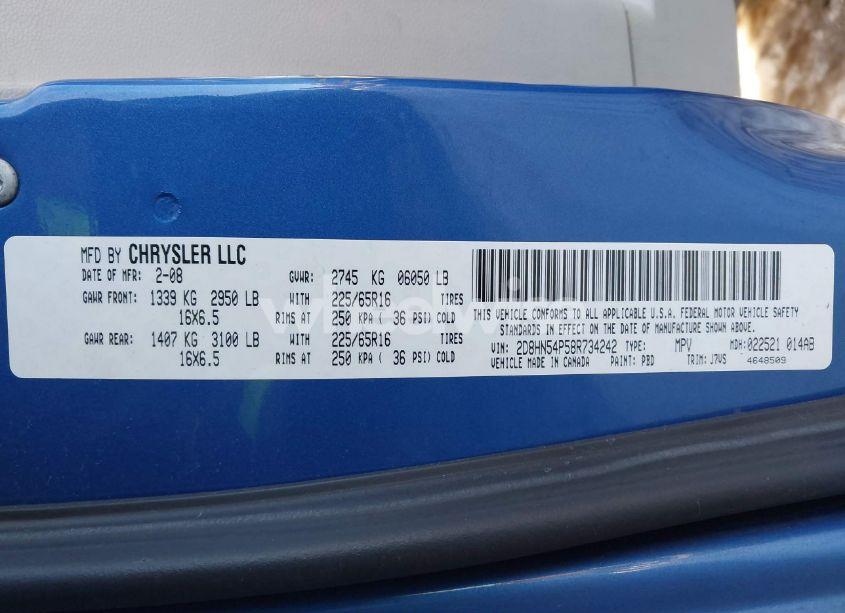 MFD BY CHRYSLER LLC
DATE OF MFR: 2-08 GVWR: 2745 KG 06050 LB
GAWR FRONT: 1339 KG 2950 LB WITH 225/65R16 TIRES
16X6.5 RIMS AT 250 KPA ( 36 PSI) COLD
GAWR REAR: 1407 KG 3100 LB WITH 225/65R16 TIRES
16X6.5 RIMS AT 250 KPA ( 36 PSI) COLD
THIS VEHICLE CONFORMS TO ALL APPLICABLE U.S.A. FEDERAL MOTOR VEHICLE SAFETY
STANDARDS IN EFFECT ON THE DATE OF MANUFACTURE SHOWN ABOVE.
VIN: 2D8HN54P58R734242 TYPE: MPV MDH: 022521 014AB
VEHICLE MADE IN CANADA PAINT: PBD TRIM: J7VS 4648509